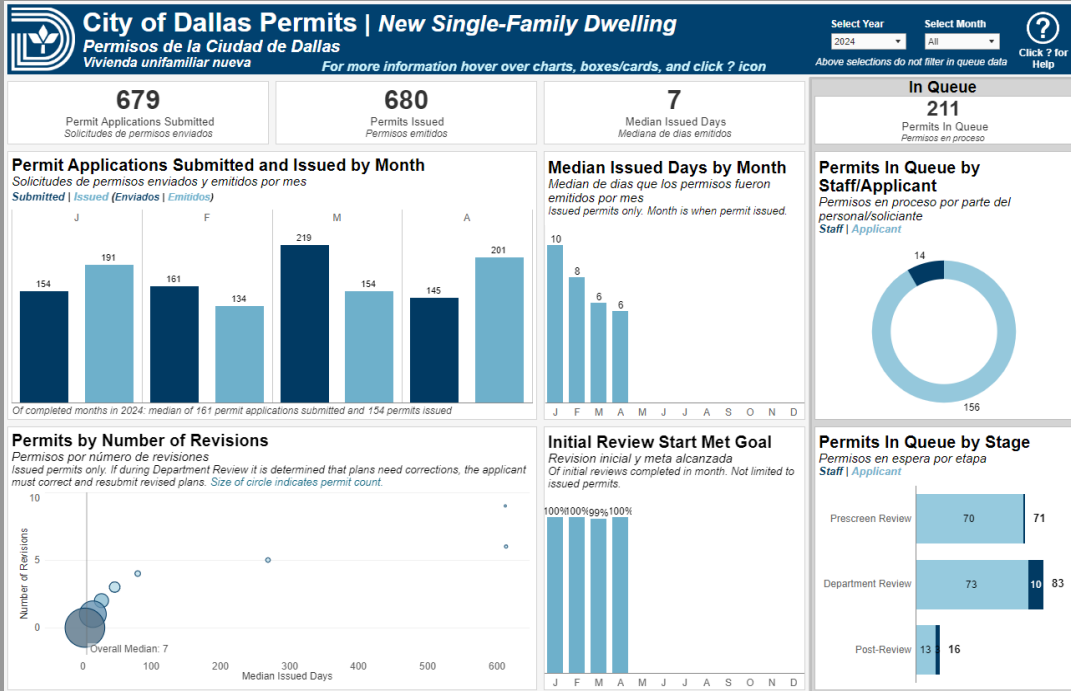 City of Dallas Permits | New Single-Family Dwelling
Permisos de la Ciudad de Dallas
Vivienda unifamiliar nueva
For more information hover over charts, boxes/cards, and click ? icon
Select Year
Select Month
2024
All
Above selections do not filter in queue data
?
Click ? for
Help
679
Permit Applications Submitted
Solicitudes de permisos enviados
680
Permits Issued
Permisos emitidos
7
Median Issued Days
Mediana de dias emitidos
In Queue
211
Permits In Queue
Permisos en proceso
Permit Applications Submitted and Issued by Month
Solicitudes de permisos enviados y emitidos por mes
Submitted | Issued (Enviados | Emitidos)
J F M A
154 191 161 134 219 154 145 201
Of completed months in 2024: median of 161 permit applications submitted and 154 permits issued
Median Issued Days by Month
Median de dias que los permisos fueron
emitidos por mes
Issued permits only. Month is when permit issued.
10 8 6 6
J F M A M J J A S O N D
Permits In Queue by
Staff/Applicant
Permisos en proceso por parte del
personal/soliciante
Staff | Applicant
14
156
Permits by Number of Revisions
Permisos por número de revisiones
Issued permits only. If during Department Review it is determined that plans need corrections, the applicant
must correct and resubmit revised plans. Size of circle indicates permit count.
Number of Revisions
10
5
0
Overall Median: 7
0 100 200 300 400 500 600
Median Issued Days
Initial Review Start Met Goal
Revision inicial y meta alcanzada
Of initial reviews completed in month. Not limited to
issued permits.
100% 100% 99% 100%
J F M A M J J A S O N D
Permits In Queue by Stage
Permisos en espera por etapa
Staff | Applicant
Prescreen Review 70 71
Department Review 73 10 83
Post-Review 13 3 16